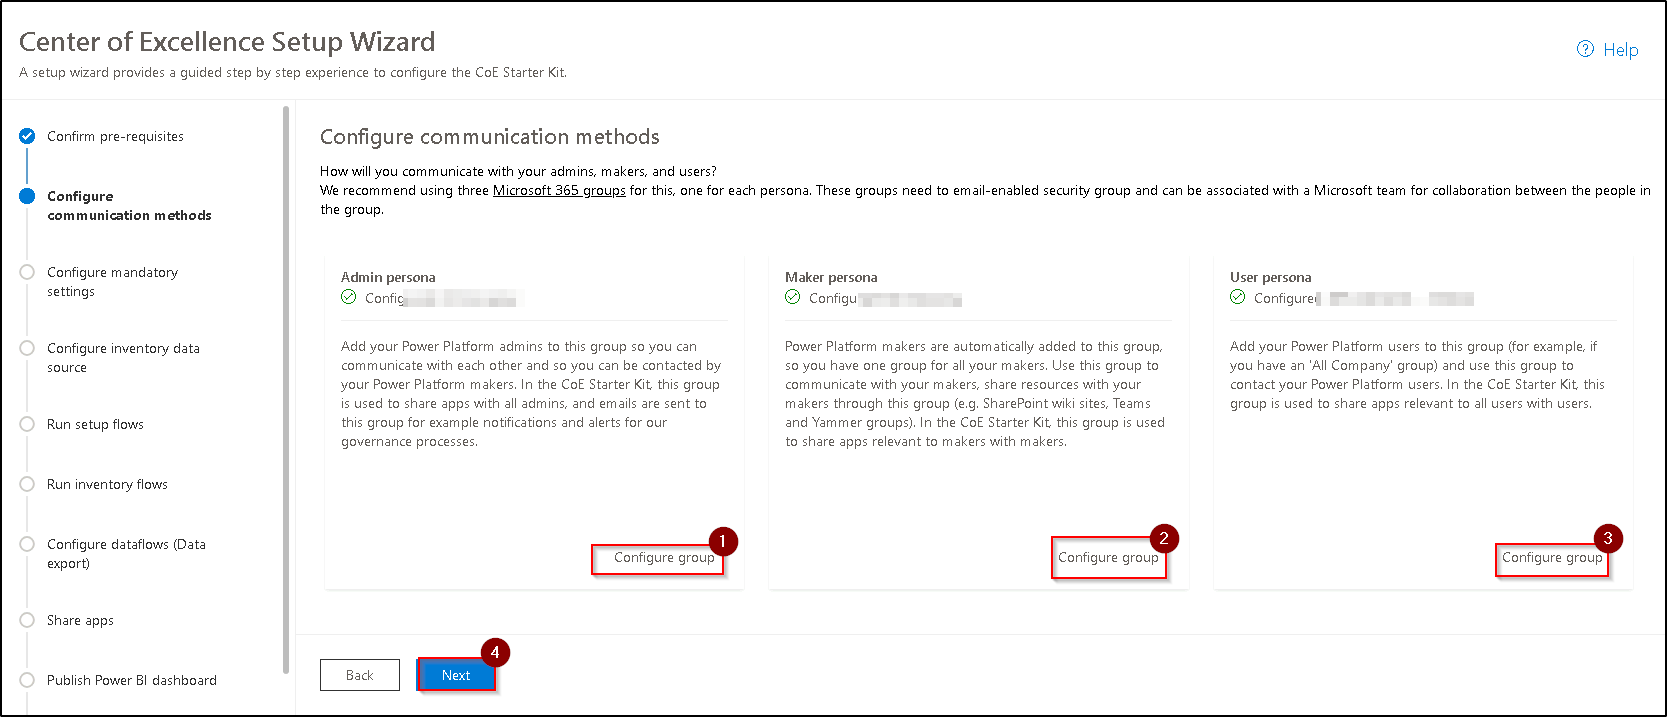 Center of Excellence Setup Wizard
A setup wizard provides a guided step by step experience to configure the CoE Starter Kit.
Help
Confirm pre-requisites
Configure
communication methods
Configure mandatory
settings
Configure inventory data
source
Run setup flows
Run inventory flows
Configure dataflows (Data
export)
Share apps
Publish Power BI dashboard
Configure communication methods
How will you communicate with your admins, makers, and users?
We recommend using three Microsoft 365 groups for this, one for each persona. These groups need to email-enabled security group and can be associated with a Microsoft team for collaboration between the people in
the group.
Admin persona
Config
Add your Power Platform admins to this group so you can
communicate with each other and so you can be contacted by
your Power Platform makers. In the CoE Starter Kit, this group
is used to share apps with all admins, and emails are sent to
this group for example notifications and alerts for our
governance processes.
1
Configure group
Maker persona
Configu
Power Platform makers are automatically added to this group,
so you have one group for all your makers. Use this group to
communicate with your makers, share resources with your
makers through this group (e.g. SharePoint wiki sites, Teams
and Yammer groups). In the CoE Starter Kit, this group is used
to share apps relevant to makers with makers.
2
Configure group
User persona
Configured
Add your Power Platform users to this group (for example, if
you have an 'All Company' group) and use this group to
contact your Power Platform users. In the CoE Starter Kit, this
group is used to share apps relevant to all users with users.
3
Configure group
Back
Next
4